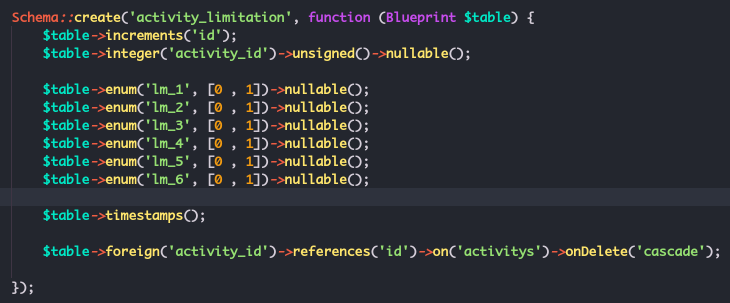 Schema::create('activity_limitation', function (Blueprint $table) {
$table->increments('id');
$table->integer('activity_id')->unsigned()->nullable();
$table->enum('lm_1', [0 , 1])->nullable();
$table->enum('lm_2', [0 , 1])->nullable();
$table->enum('lm_3', [0 , 1])->nullable();
$table->enum('lm_4', [0 , 1])->nullable();
$table->enum('lm_5', [0 , 1])->nullable();
$table->enum('lm_6', [0 , 1])->nullable();
$table->timestamps();
$table->foreign('activity_id')->references('id')->on('activitys')->onDelete('cascade');
});